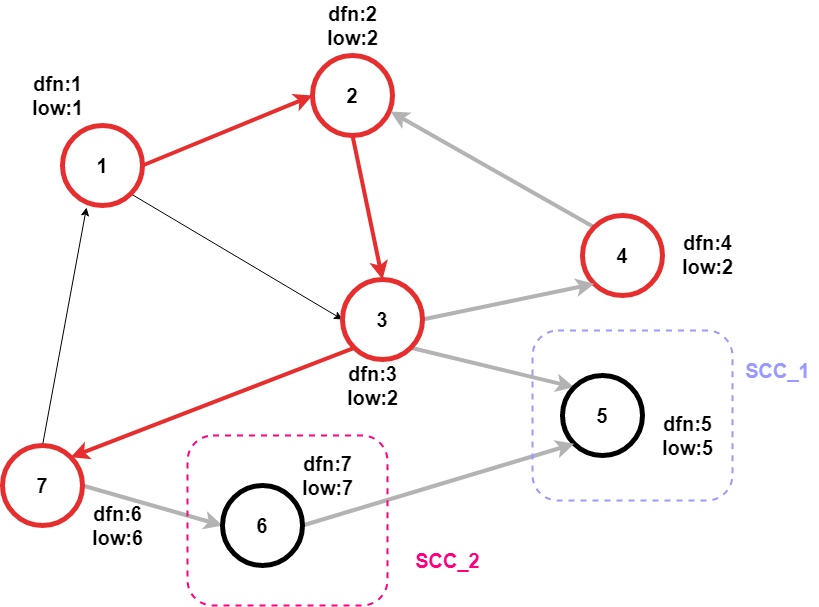 dfn:2
low:2
2
dfn:1
low:1
1
4
dfn:4
low:2
3
dfn:3
low:2
SCC_1
5
dfn:5
low:5
7
dfn:6
low:6
dfn:7
low:7
6
SCC_2